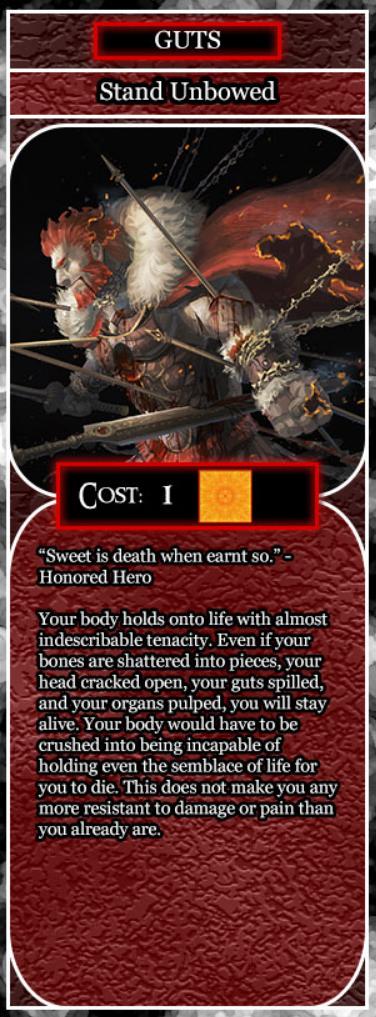 GUTS
Stand Unbowed
Cost: 1
“Sweet is death when earnt so.” -
Honored Hero
Your body holds onto life with almost
indescribable tenacity. Even if your
bones are shattered into pieces, your
head cracked open, your guts spilled,
and your organs pulped, you will stay
alive. Your body would have to be
crushed into being incapable of
holding even the semblace of life for
you to die. This does not make you any
more resistant to damage or pain than
you already are.